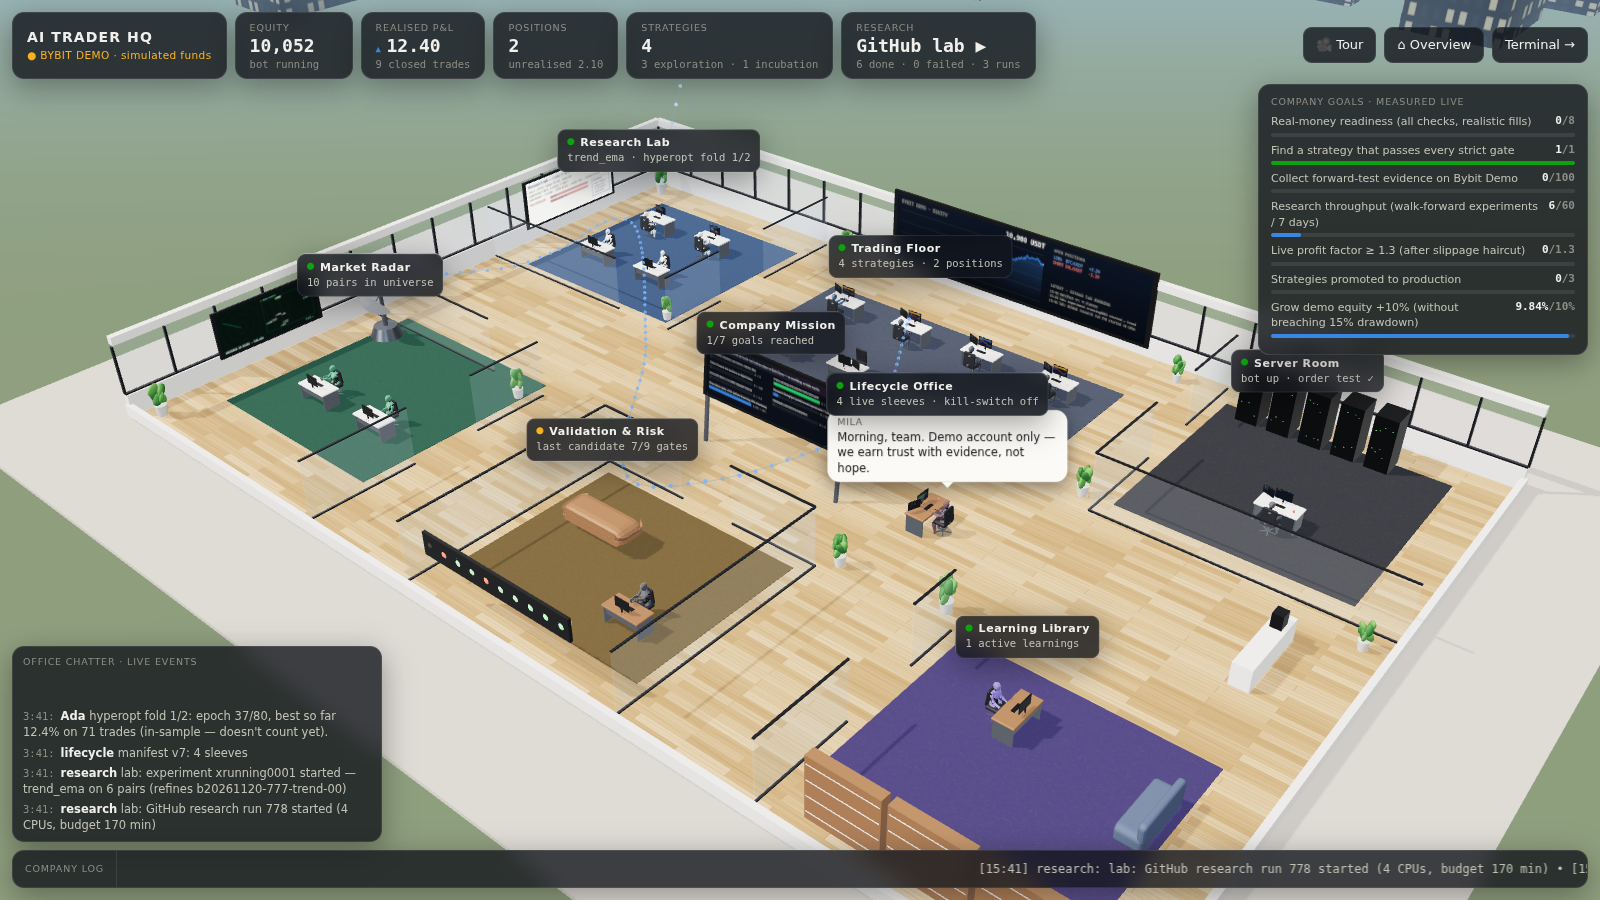 AI TRADER HQ
● BYBIT DEMO · simulated funds
EQUITY
10,052
bot running
REALISED P&L
▲ 12.40
9 closed trades
POSITIONS
2
unrealised 2.10
STRATEGIES
4
3 exploration · 1 incubation
RESEARCH
GitHub lab ▶
6 done · 0 failed · 3 runs
Tour
⌂ Overview
Terminal →
COMPANY GOALS · MEASURED LIVE
Real-money readiness (all checks, realistic fills) 0/8
Find a strategy that passes every strict gate 1/1
Collect forward-test evidence on Bybit Demo 0/100
Research throughput (walk-forward experiments 6/60
/ 7 days)
Live profit factor ≥ 1.3 (after slippage haircut) 0/1.3
Strategies promoted to production 0/3
Grow demo equity +10% (without 9.84%/10%
breaching 15% drawdown)
Research Lab
trend_ema · hyperopt fold 1/2
Market Radar
10 pairs in universe
Trading Floor
4 strategies · 2 positions
BYBIT DEMO · EQUITY
Company Mission
1/7 goals reached
Server Room
bot up · order test ✓
Lifecycle Office
4 live sleeves · kill-switch off
MILA
Morning, team. Demo account only —
we earn trust with evidence, not
hope.
Validation & Risk
last candidate 7/9 gates
Learning Library
1 active learnings
OFFICE CHATTER · LIVE EVENTS
3:41: Ada hyperopt fold 1/2: epoch 37/80, best so far
12.4% on 71 trades (in-sample — doesn't count yet).
3:41: lifecycle manifest v7: 4 sleeves
3:41: research lab: experiment xrunning0001 started —
trend_ema on 6 pairs (refines b20261120-777-trend-00)
3:41: research lab: GitHub research run 778 started (4
CPUs, budget 170 min)
COMPANY LOG
[15:41] research: lab: GitHub research run 778 started (4 CPUs, budget 170 min) • [15